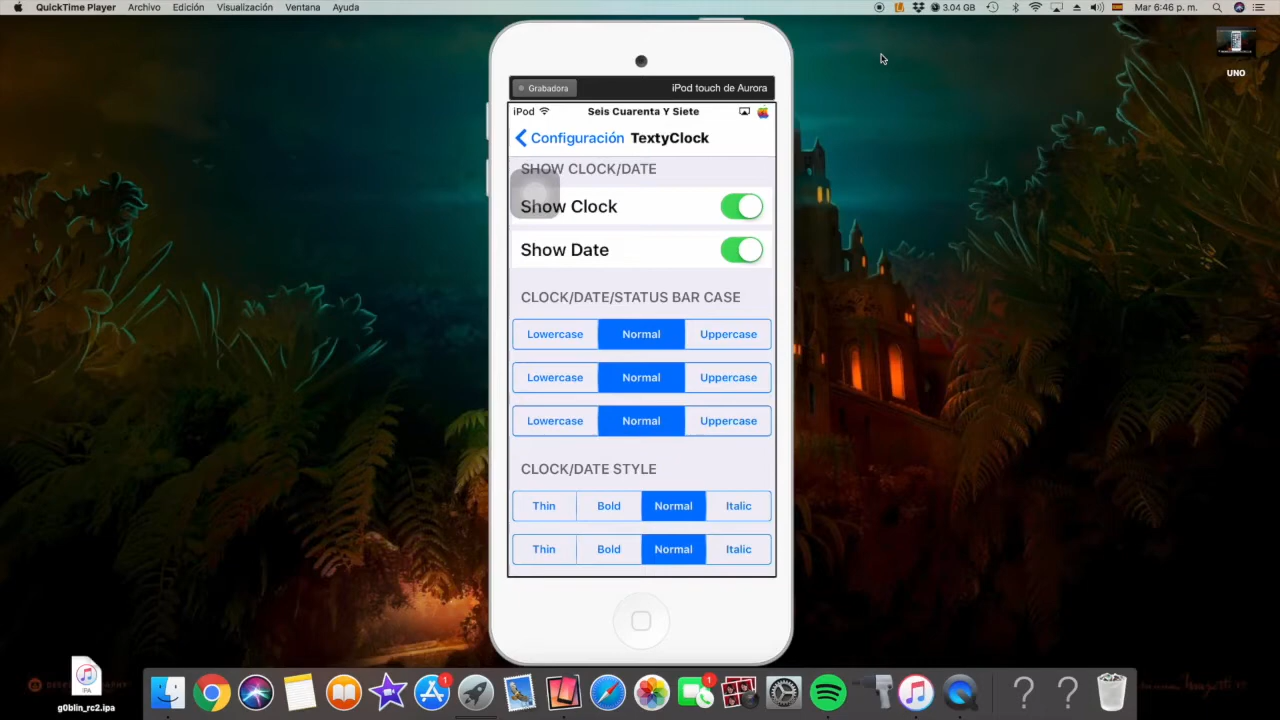 QuickTime Player Archivo Edición Visualización Ventana Ayuda 3.04 GB Mar 6:46 p. m.
UNO
Grabadora iPod touch de Aurora
iPod Seis Cuarenta Y Siete
Configuración TextyClock
SHOW CLOCK/DATE
Show Clock
Show Date
CLOCK/DATE/STATUS BAR CASE
Lowercase Normal Uppercase
Lowercase Normal Uppercase
Lowercase Normal Uppercase
CLOCK/DATE STYLE
Thin Bold Normal Italic
Thin Bold Normal Italic
IPA
g0blin_rc2.ipa
1
1